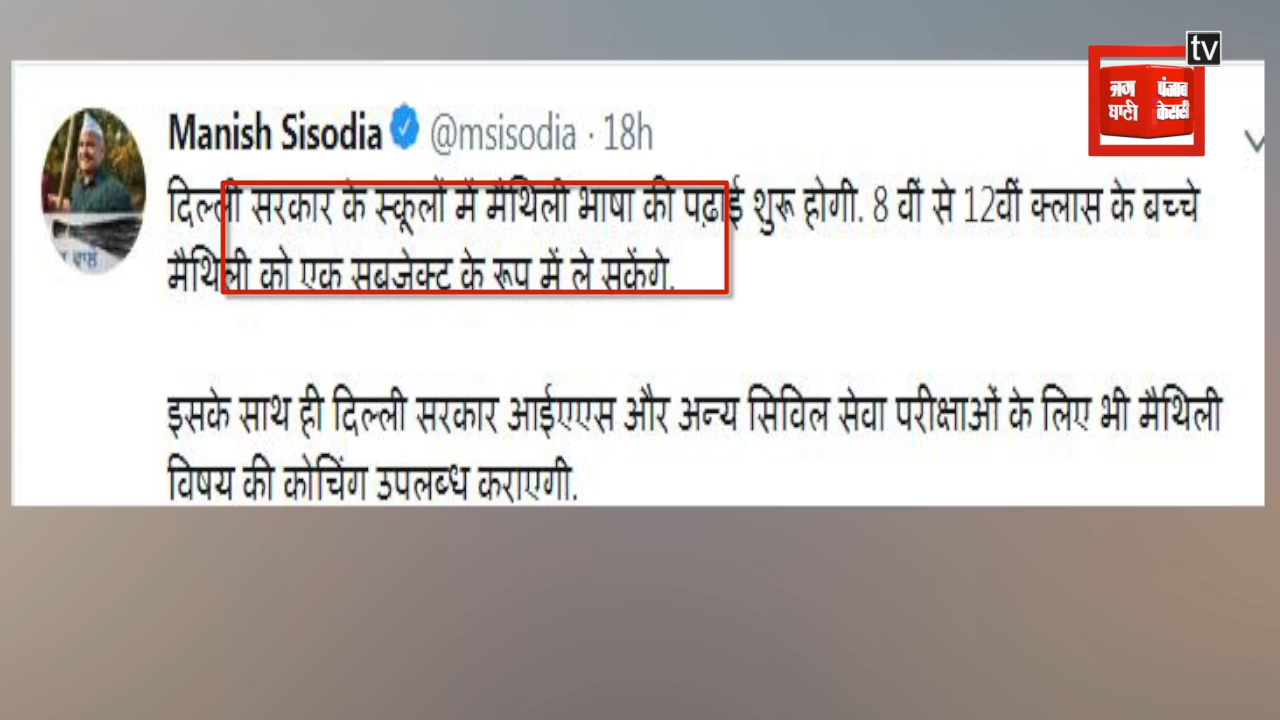 tv
ਜਗ ਬਾਣੀ
पंजाब केसरी
Manish Sisodia @msisodia · 18h
दिल्ली सरकार के स्कूलों में मैथिली भाषा की पढ़ाई शुरू होगी. 8 वीं से 12वीं क्लास के बच्चे
मैथिली को एक सबजेक्ट के रूप में ले सकेंगे.
इसके साथ ही दिल्ली सरकार आईएएस और अन्य सिविल सेवा परीक्षाओं के लिए भी मैथिली
विषय की कोचिंग उपलब्ध कराएगी.